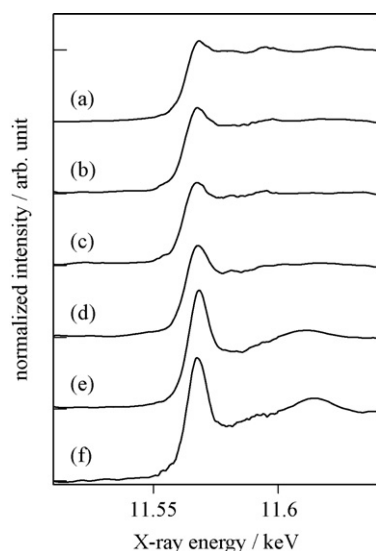 (a)
(b)
(c)
(d)
(e)
(f)
normalized intensity / arb. unit
11.55
11.6
X-ray energy / keV